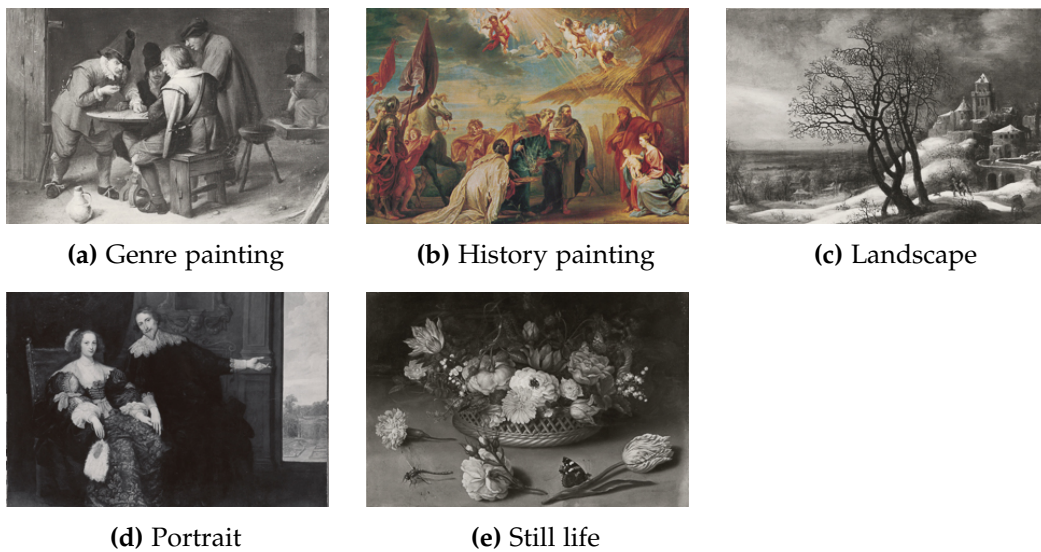 (a) Genre painting
(b) History painting
(c) Landscape
(d) Portrait
(e) Still life